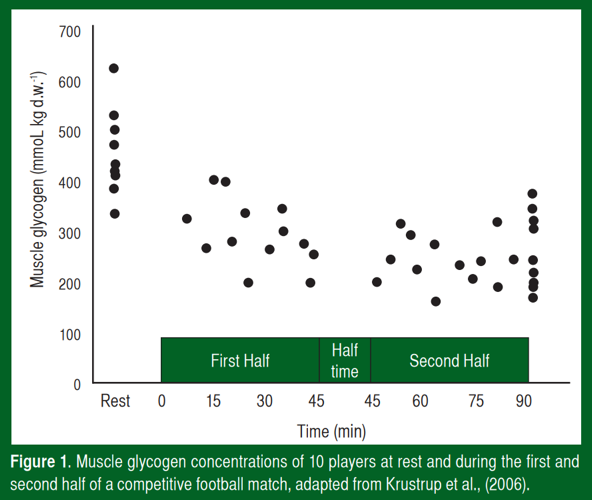 700
600
500
400
300
200
100
0
Muscle glycogen (mmoL kg d.w.-¹)
First Half
Half
time
Second Half
Rest 0 15 30 45 45 60 75 90
Time (min)
Figure 1. Muscle glycogen concentrations of 10 players at rest and during the first and
second half of a competitive football match, adapted from Krustrup et al., (2006).